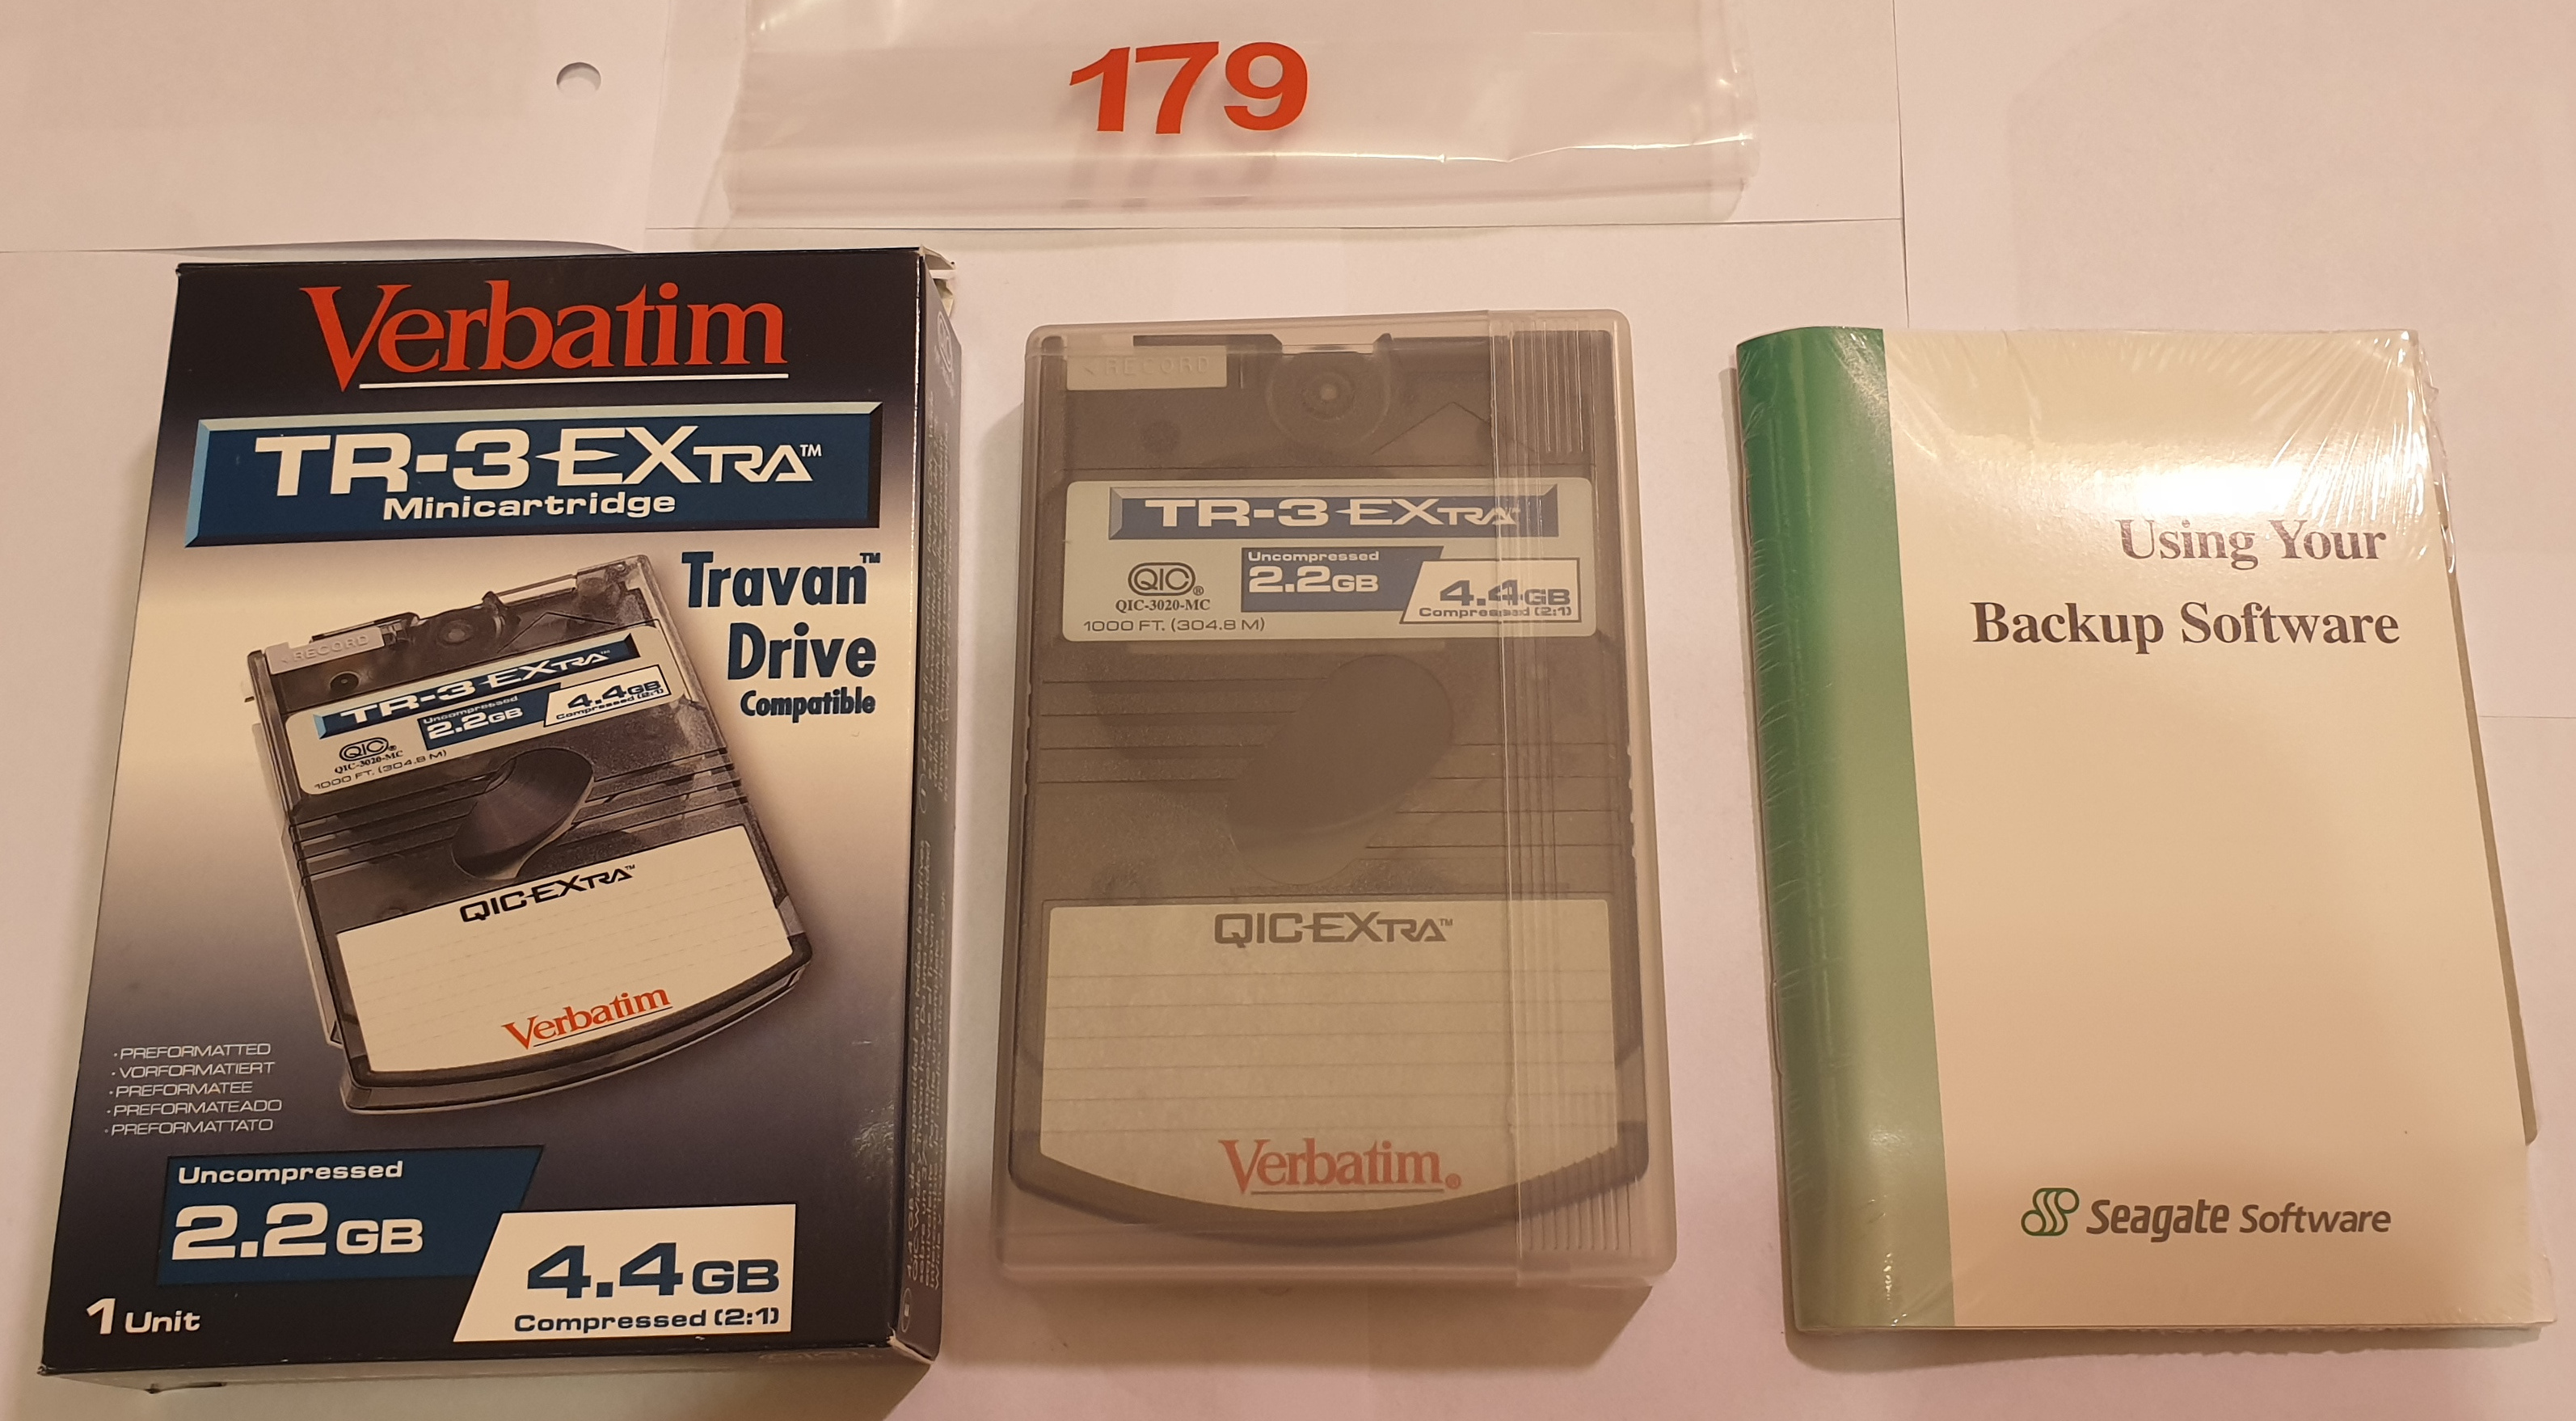 179
Verbatim
TR-3 EXTRA™
Minicartridge
Travan™
Drive
Compatible
RECORD
TR-3 EXTRA™
Uncompressed
2.2GB
4.4GB
Compressed (2:1)
QIC®
QIC-3020-MC
1000 FT. (304.8 M)
QIC-EXTRA™
Verbatim
· PREFORMATTED
· VORFORMATIERT
· PREFORMATEE
· PREFORMATEADO
· PREFORMATTATO
Uncompressed
2.2GB
4.4GB
Compressed (2:1)
1 Unit
< RECORD
TR-3 EXTRA™
QIC®
QIC-3020-MC
Uncompressed
2.2GB
4.4GB
Compressed (2:1)
1000 FT. (304.8 M)
QIC-EXTRA™
Verbatim®
Using Your
Backup Software
Seagate Software